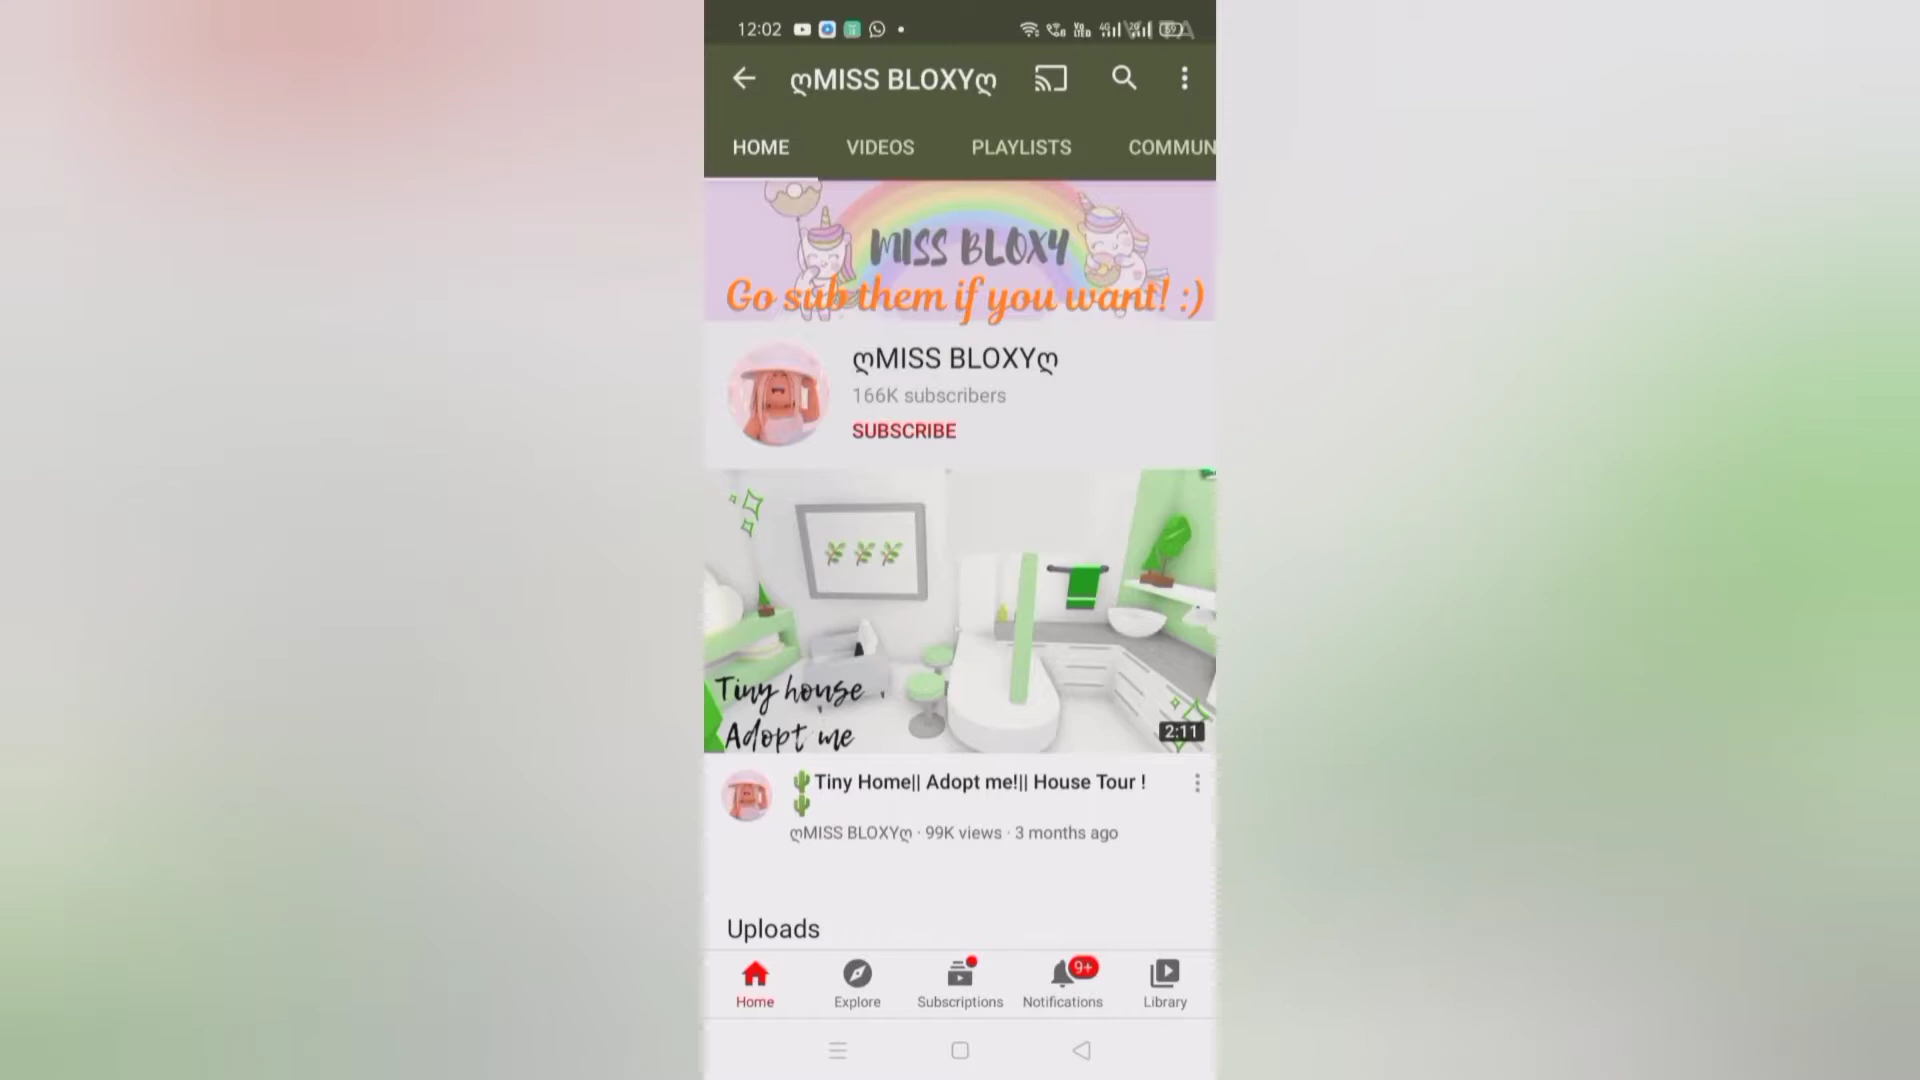 12:02
ღMISS BLOXYღ
HOME VIDEOS PLAYLISTS COMMUN
MISS BLOXY
Go sub them if you want! :)
ღMISS BLOXYღ
166K subscribers
SUBSCRIBE
Tiny house
Adopt me
2:11
🌵Tiny Home|| Adopt me!|| House Tour !
🌵
ღMISS BLOXYღ · 99K views · 3 months ago
Uploads
9+
Home Explore Subscriptions Notifications Library